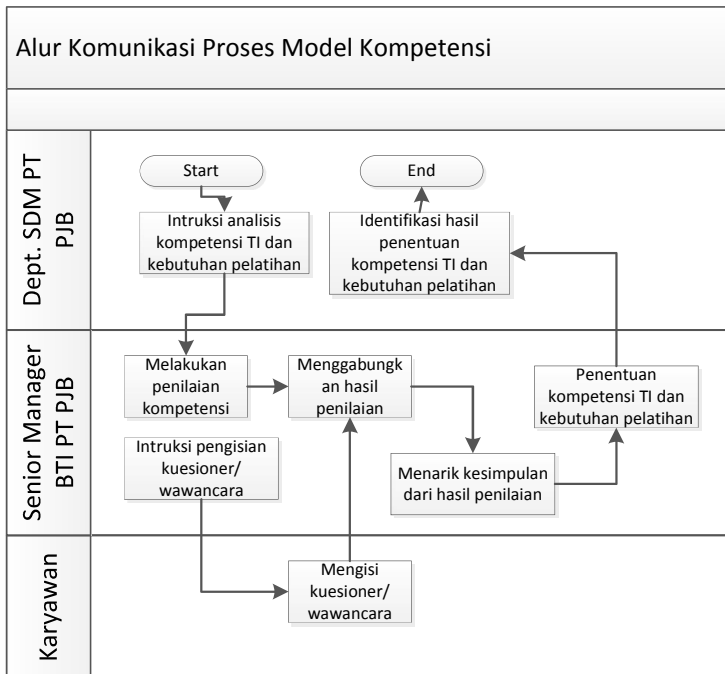 Alur Komunikasi Proses Model Kompetensi
Dept. SDM PT
PJB
Start
End
Intruksi analisis
kompetensi TI dan
kebutuhan pelatihan
Identifikasi hasil
penentuan
kompetensi TI dan
kebutuhan pelatihan
Senior Manager
BTI PT PJB
Melakukan
penilaian
kompetensi
Menggabungk
an hasil
penilaian
Penentuan
kompetensi TI dan
kebutuhan pelatihan
Intruksi pengisian
kuesioner/
wawancara
Menarik kesimpulan
dari hasil penilaian
Karyawan
Mengisi
kuesioner/
wawancara